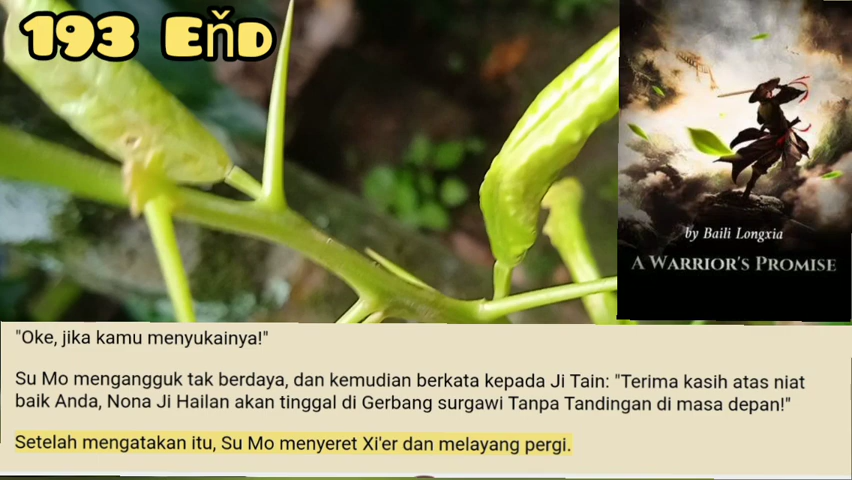 193 Eňd
by Baili Longxia
A WARRIOR'S PROMISE
"Oke, jika kamu menyukainya!"
Su Mo mengangguk tak berdaya, dan kemudian berkata kepada Ji Tain: "Terima kasih atas niat
baik Anda, Nona Ji Hailan akan tinggal di Gerbang surgawi Tanpa Tandingan di masa depan!"
Setelah mengatakan itu, Su Mo menyeret Xi'er dan melayang pergi.